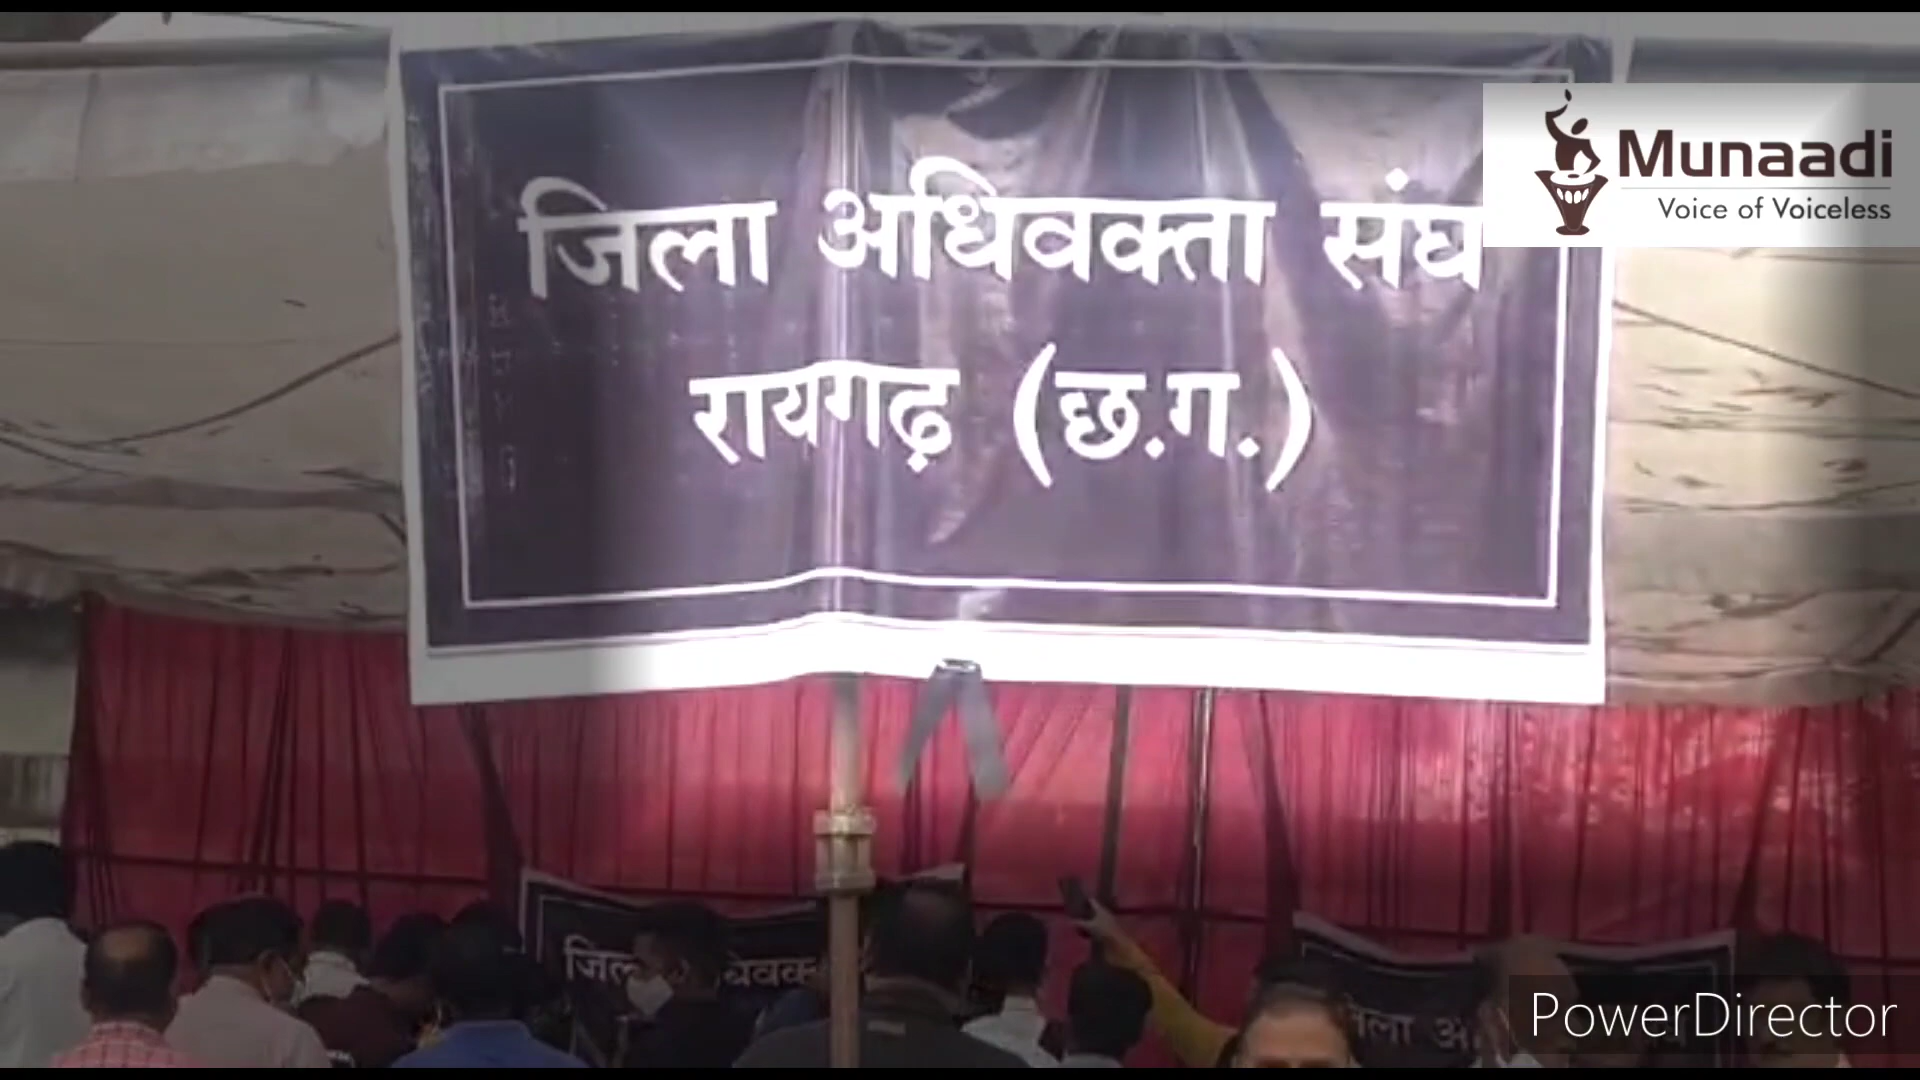 जिला अधिवक्ता संघ
रायगढ़ (छ.ग.)
Munaadi
Voice of Voiceless
PowerDirector